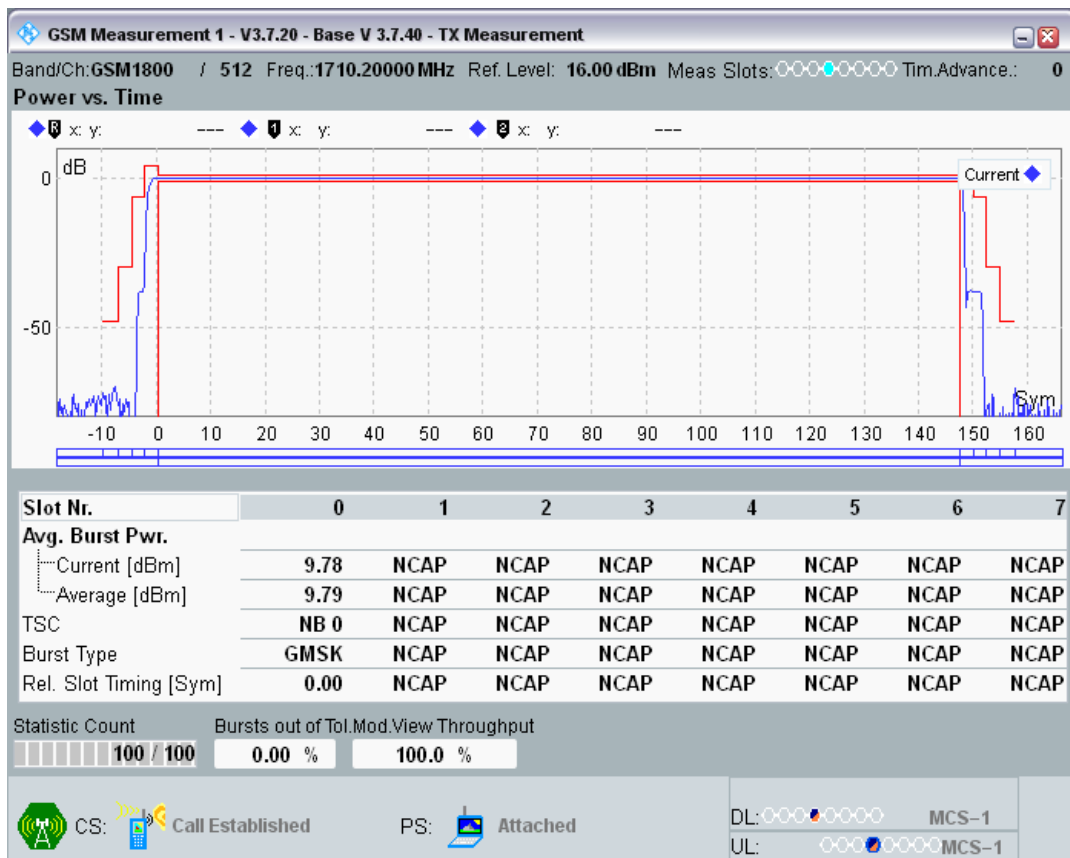 GSM Measurement 1 - V3.7.20 - Base V 3.7.40 - TX Measurement
Band/Ch:GSM1800 / 512 Freq.:1710.20000 MHz Ref. Level: 16.00 dBm Meas Slots: Tim.Advance.: 0
Power vs. Time
R x: y: --- 1 x: y: --- 2 x: y: ---
dB
Current
0
-50
Sym
-10 0 10 20 30 40 50 60 70 80 90 100 110 120 130 140 150 160
Slot Nr. 0 1 2 3 4 5 6 7
Avg. Burst Pwr.
Current [dBm] 9.78 NCAP NCAP NCAP NCAP NCAP NCAP NCAP
Average [dBm] 9.79 NCAP NCAP NCAP NCAP NCAP NCAP NCAP
TSC NB 0 NCAP NCAP NCAP NCAP NCAP NCAP NCAP
Burst Type GMSK NCAP NCAP NCAP NCAP NCAP NCAP NCAP
Rel. Slot Timing [Sym] 0.00 NCAP NCAP NCAP NCAP NCAP NCAP NCAP
Statistic Count Bursts out of Tol.Mod.View Throughput
100 / 100 0.00 % 100.0 %
CS: Call Established PS: Attached
DL: MCS-1
UL: MCS-1